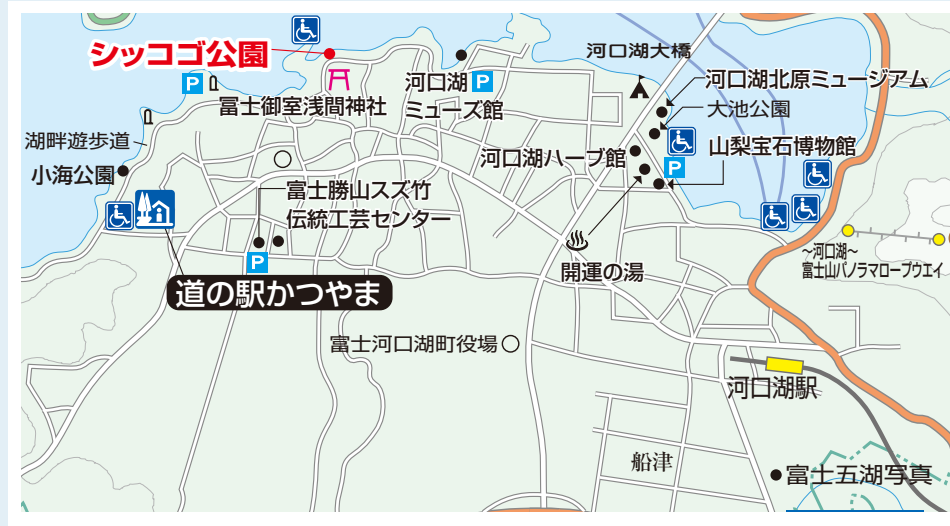 シッコゴ公園
河口湖大橋
P
P
河口湖
ミューズ館
河口湖北原ミュージアム
冨士御室浅間神社
大池公園
湖畔遊歩道
山梨宝石博物館
河口湖ハーブ館
P
小海公園
富士勝山スズ竹
伝統工芸センター
P
開運の湯
～河口湖～
富士山パノラマロープウエイ
道の駅かつやま
富士河口湖町役場
河口湖駅
船津
富士五湖写真